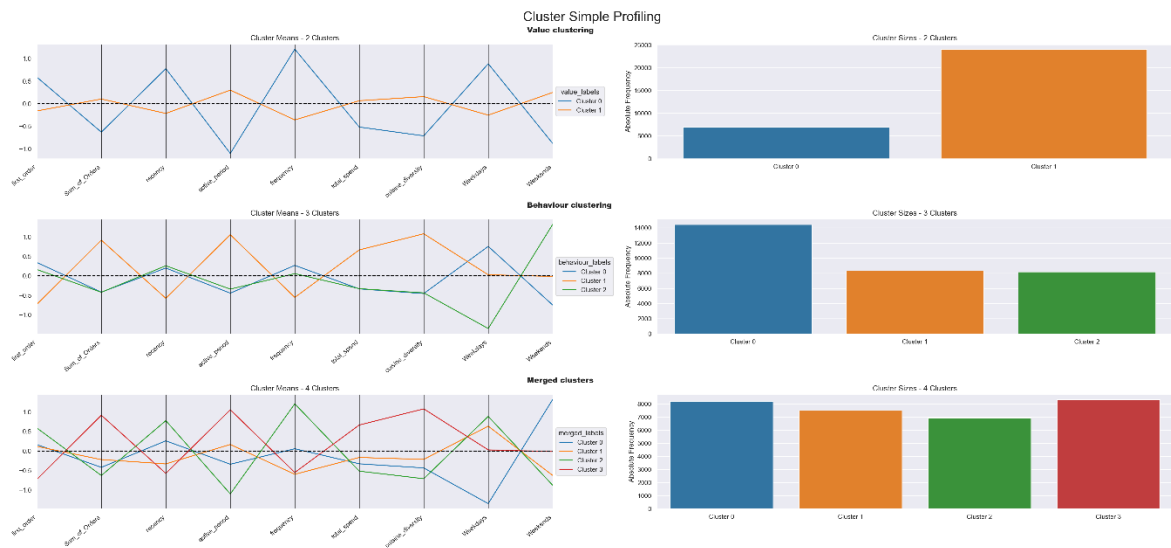 Cluster Simple Profiling
Value clustering
Cluster Means - 2 Clusters
1.0
0.5
0.0
−0.5
−1.0
first_order
Sum_of_Orders
recency
active_period
frequency
total_spend
cuisine_diversity
Weekdays
Weekends
value_labels
Cluster 0
Cluster 1
Cluster Sizes - 2 Clusters
Absolute Frequency
25000
20000
15000
10000
5000
0
Cluster 0
Cluster 1
Behaviour clustering
Cluster Means - 3 Clusters
1.0
0.5
0.0
−0.5
−1.0
first_order
Sum_of_Orders
recency
active_period
frequency
total_spend
cuisine_diversity
Weekdays
Weekends
behaviour_labels
Cluster 0
Cluster 1
Cluster 2
Cluster Sizes - 3 Clusters
Absolute Frequency
14000
12000
10000
8000
6000
4000
2000
0
Cluster 0
Cluster 1
Cluster 2
Merged clusters
Cluster Means - 4 Clusters
1.0
0.5
0.0
−0.5
−1.0
first_order
Sum_of_Orders
recency
active_period
frequency
total_spend
cuisine_diversity
Weekdays
Weekends
merged_labels
Cluster 0
Cluster 1
Cluster 2
Cluster 3
Cluster Sizes - 4 Clusters
Absolute Frequency
8000
7000
6000
5000
4000
3000
2000
1000
0
Cluster 0
Cluster 1
Cluster 2
Cluster 3